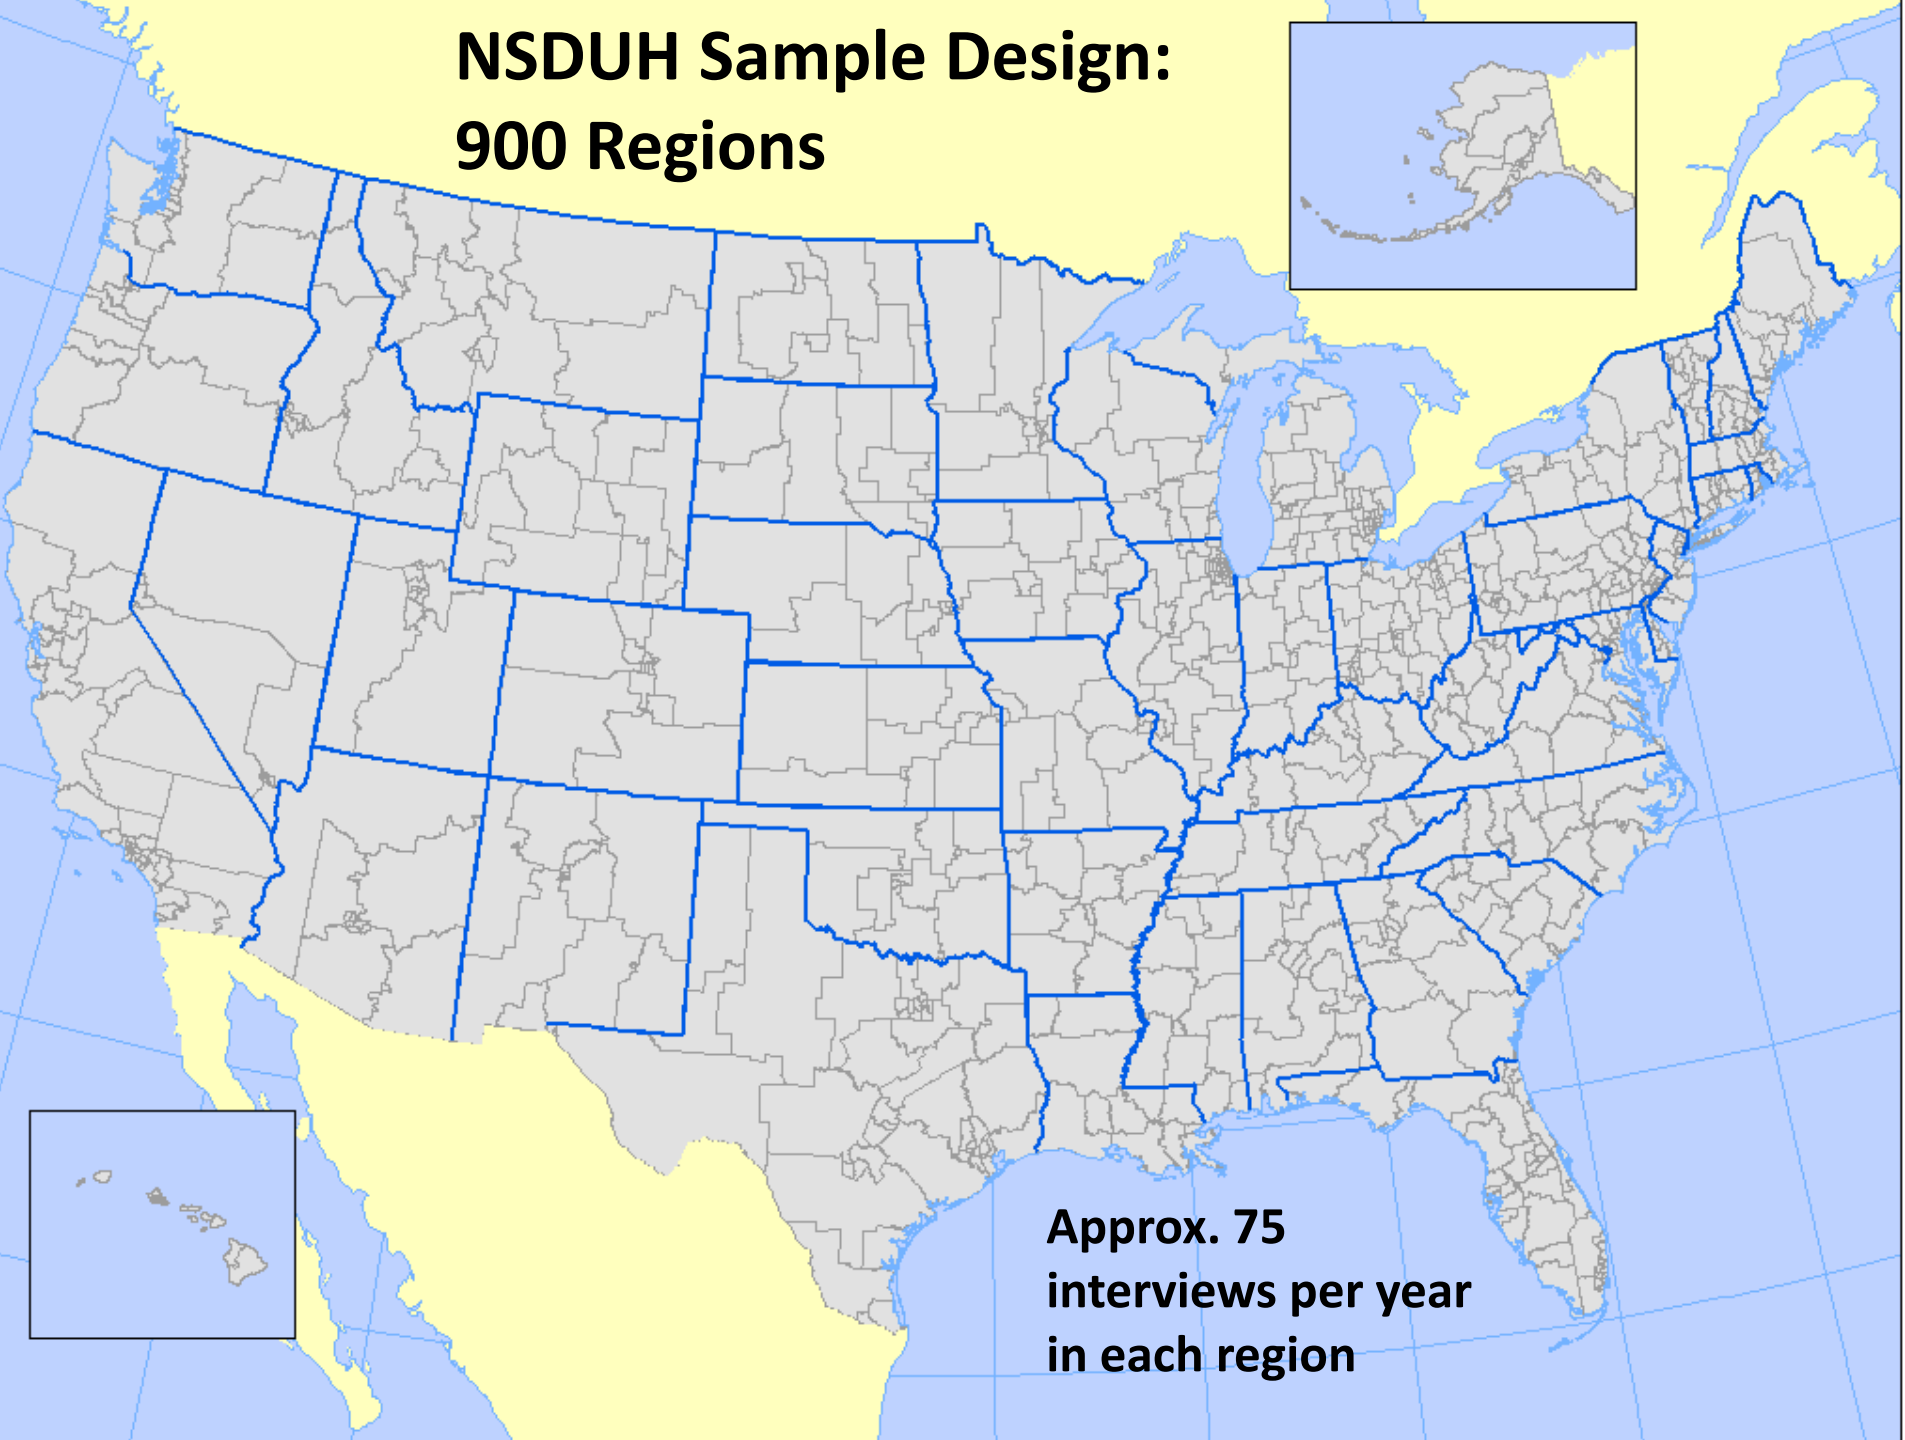 NSDUH Sample Design:
900 Regions
Approx. 75
interviews per year
in each region